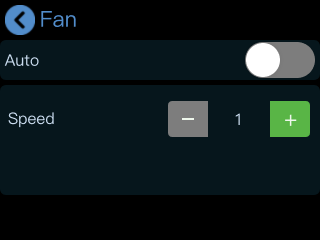 Fan
Auto
Speed − 1 +